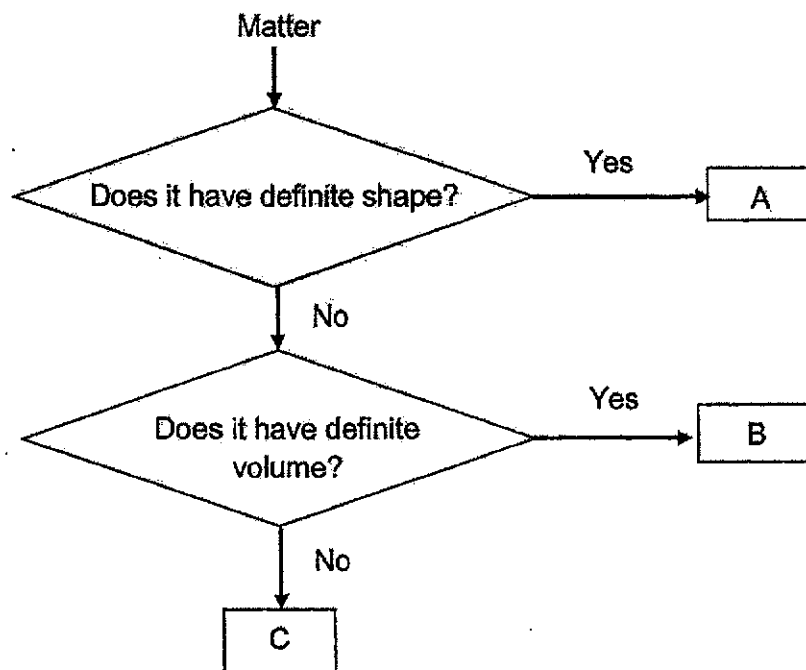 Matter
Does it have definite shape?
Yes
A
No
Does it have definite
volume?
Yes
B
No
C